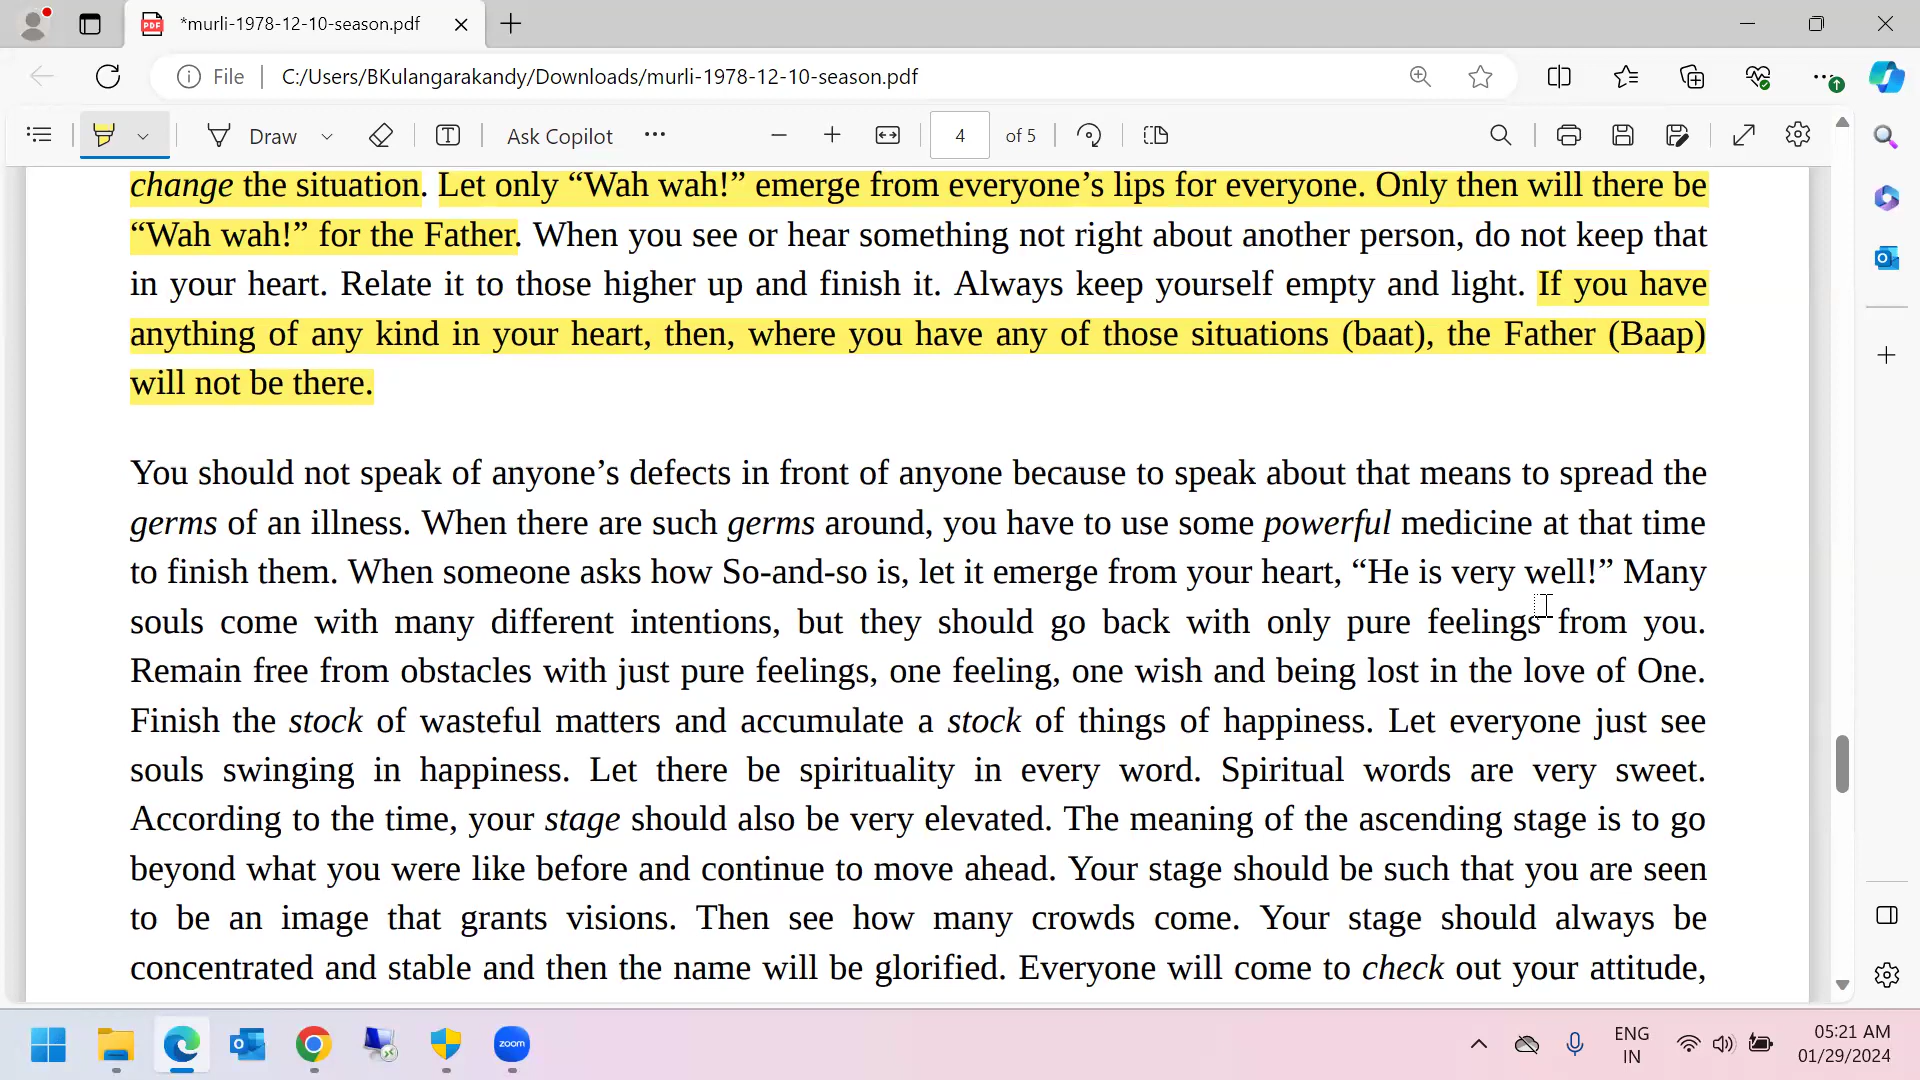 *murli-1978-12-10-season.pdf
File C:/Users/BKulangarakandy/Downloads/murli-1978-12-10-season.pdf
Draw Ask Copilot 4 of 5
change the situation. Let only “Wah wah!” emerge from everyone’s lips for everyone. Only then will there be
“Wah wah!” for the Father. When you see or hear something not right about another person, do not keep that
in your heart. Relate it to those higher up and finish it. Always keep yourself empty and light. If you have
anything of any kind in your heart, then, where you have any of those situations (baat), the Father (Baap)
will not be there.
You should not speak of anyone’s defects in front of anyone because to speak about that means to spread the
germs of an illness. When there are such germs around, you have to use some powerful medicine at that time
to finish them. When someone asks how So-and-so is, let it emerge from your heart, “He is very well!” Many
souls come with many different intentions, but they should go back with only pure feelings from you.
Remain free from obstacles with just pure feelings, one feeling, one wish and being lost in the love of One.
Finish the stock of wasteful matters and accumulate a stock of things of happiness. Let everyone just see
souls swinging in happiness. Let there be spirituality in every word. Spiritual words are very sweet.
According to the time, your stage should also be very elevated. The meaning of the ascending stage is to go
beyond what you were like before and continue to move ahead. Your stage should be such that you are seen
to be an image that grants visions. Then see how many crowds come. Your stage should always be
concentrated and stable and then the name will be glorified. Everyone will come to check out your attitude,
zoom
ENG
IN
05:21 AM
01/29/2024